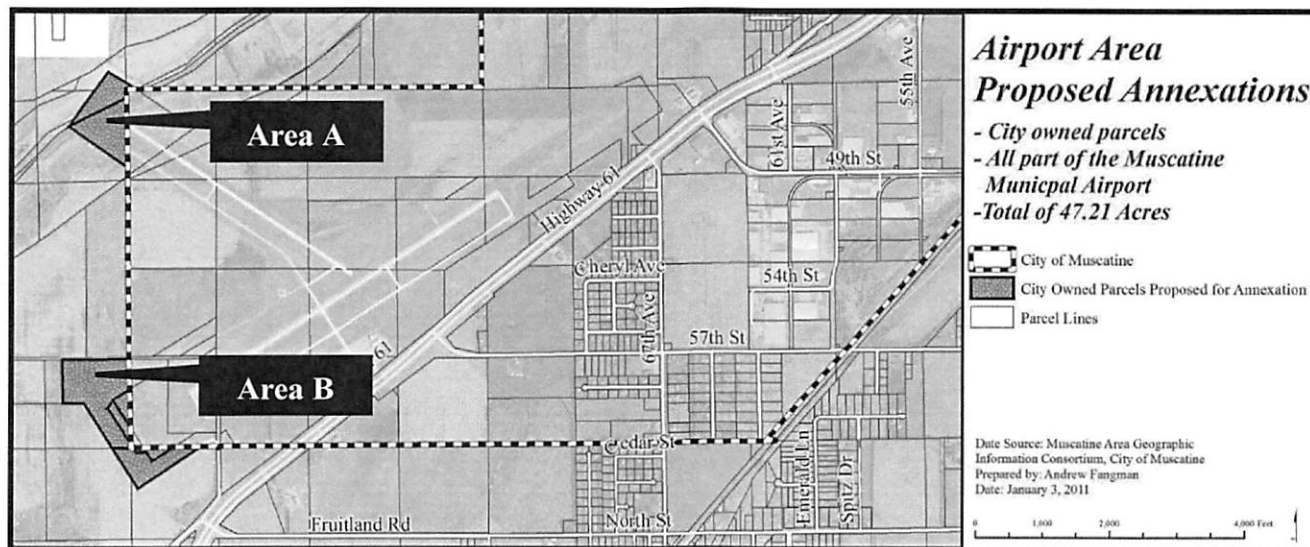 Airport Area
Proposed Annexations
- City owned parcels
- All part of the Muscatine
Municpal Airport
-Total of 47.21 Acres
City of Muscatine
City Owned Parcels Proposed for Annexation
Parcel Lines
Date Source: Muscatine Area Geographic
Information Consortium, City of Muscatine
Prepared by: Andrew Fangman
Date: January 3, 2011
0 1,000 2,000 4,000 Feet
Area A
Area B
Highway 61
61
61st Ave
55th Ave
49th St
Cheryl Ave
54th St
67th Ave
57th St
Cedar St
Emerald Ln
Spitz Dr
Fruitland Rd
North St